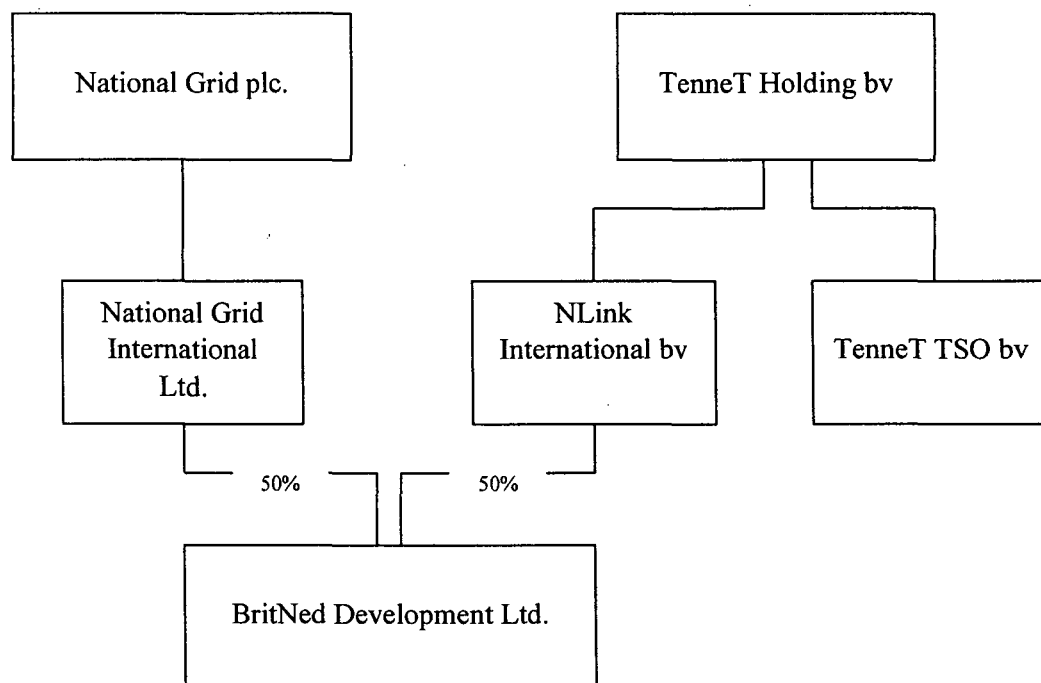 National Grid plc.
TenneT Holding bv
National Grid
International
Ltd.
NLink
International bv
TenneT TSO bv
50%
50%
BritNed Development Ltd.